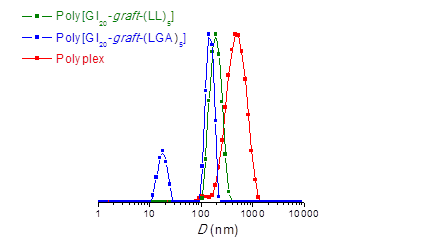 Poly[Gl20-graft-(LL)5]
Poly[Gl20-graft-(LGA)5]
Polyplex
1 10 100 1000 10000
D (nm)